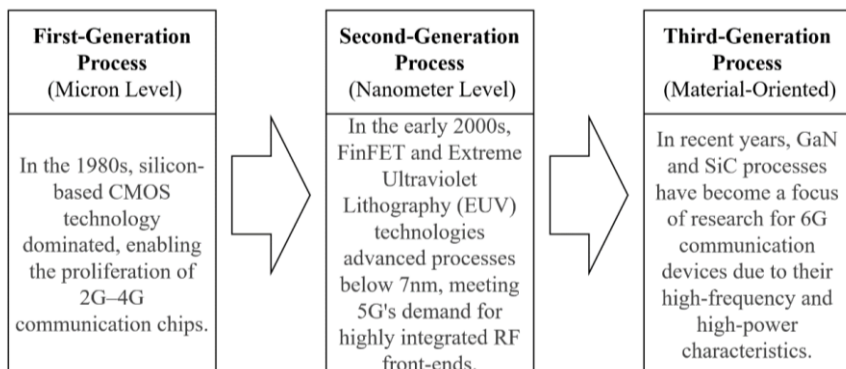 First-Generation
Process
(Micron Level)
In the 1980s, silicon-
based CMOS
technology
dominated, enabling
the proliferation of
2G–4G
communication chips.
Second-Generation
Process
(Nanometer Level)
In the early 2000s,
FinFET and Extreme
Ultraviolet
Lithography (EUV)
technologies
advanced processes
below 7nm, meeting
5G's demand for
highly integrated RF
front-ends.
Third-Generation
Process
(Material-Oriented)
In recent years, GaN
and SiC processes
have become a focus
of research for 6G
communication
devices due to their
high-frequency and
high-power
characteristics.